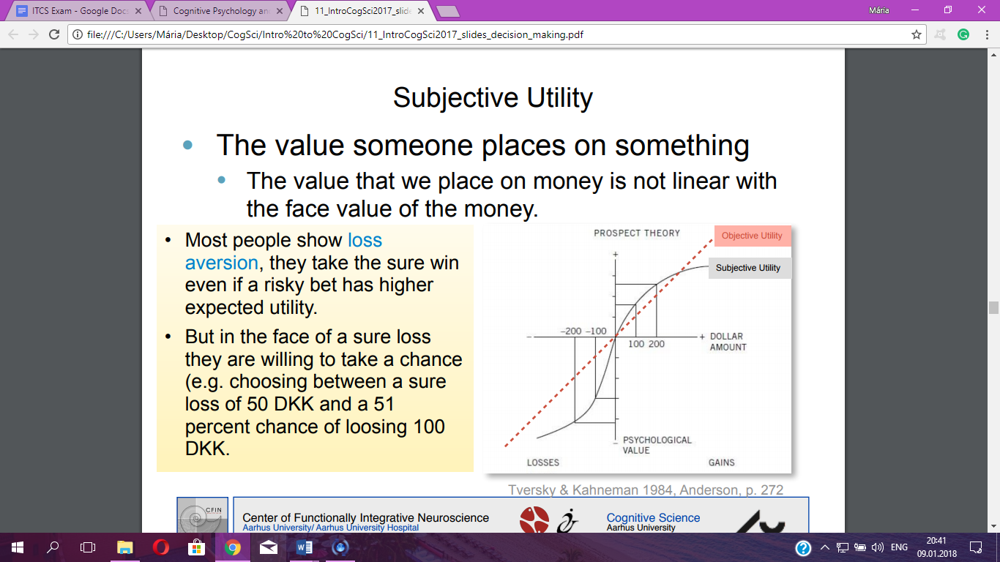 ITCS Exam - Google Docs
Cognitive Psychology and
11_IntroCogSci2017_slide
Mária
file:///C:/Users/Mária/Desktop/CogSci/Intro%20to%20CogSci/11_IntroCogSci2017_slides_decision_making.pdf
Subjective Utility
• The value someone places on something
• The value that we place on money is not linear with
the face value of the money.
• Most people show loss
aversion, they take the sure win
even if a risky bet has higher
expected utility.
• But in the face of a sure loss
they are willing to take a chance
(e.g. choosing between a sure
loss of 50 DKK and a 51
percent chance of loosing 100
DKK.
PROSPECT THEORY
Objective Utility
+
Subjective Utility
−200 −100
− + DOLLAR
AMOUNT
100 200
− PSYCHOLOGICAL
VALUE
LOSSES
GAINS
Tversky & Kahneman 1984, Anderson, p. 272
CFIN
Center of Functionally Integrative Neuroscience
Aarhus University/ Aarhus University Hospital
Cognitive Science
Aarhus University
ENG
20:41
09.01.2018